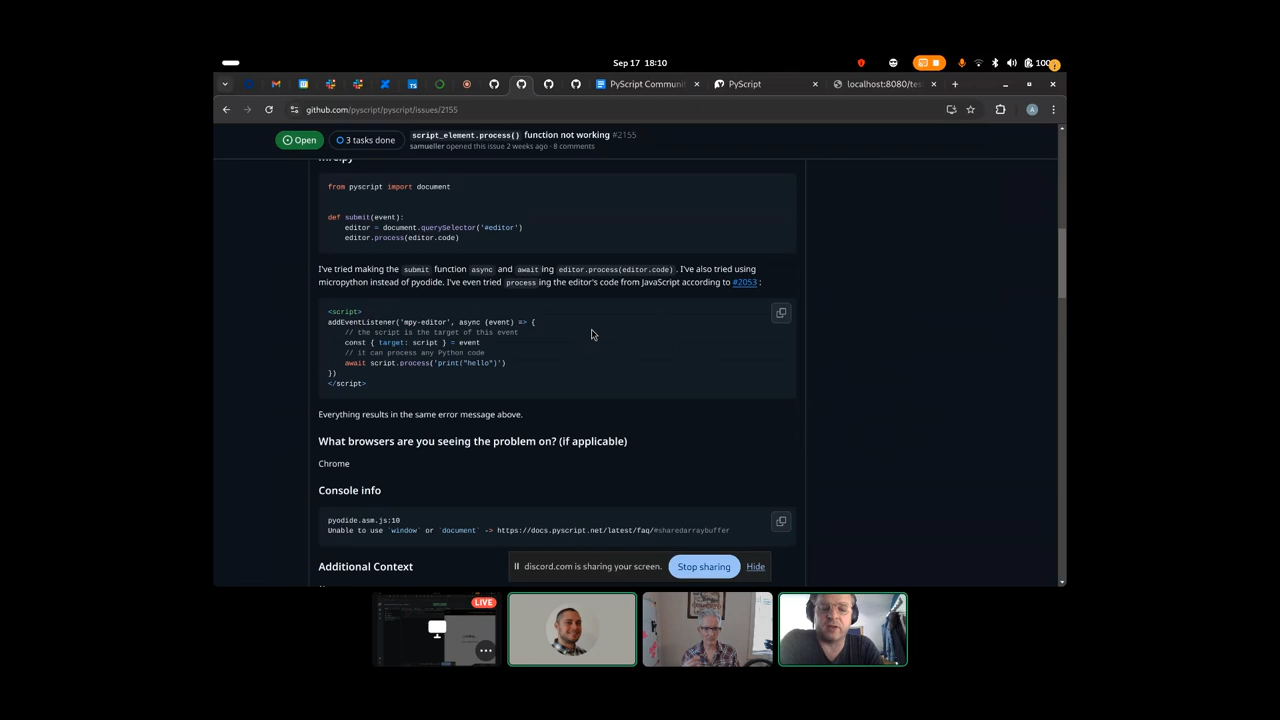 Sep 17 18:10
100
PyScript Communi
PyScript
localhost:8080/te
github.com/pyscript/pyscript/issues/2155
Open
3 tasks done
script_element.process() function not working #2155
samueller opened this issue 2 weeks ago · 8 comments
from pyscript import document
def submit(event):
editor = document.querySelector('#editor')
editor.process(editor.code)
I've tried making the submit function async and awaiting editor.process(editor.code). I've also tried using
micropython instead of pyodide. I've even tried processing the editor's code from JavaScript according to #2053 :
<script>
addEventListener('mpy-editor', async (event) => {
// the script is the target of this event
const { target: script } = event
// it can process any Python code
await script.process('print("hello")')
})
</script>
Everything results in the same error message above.
What browsers are you seeing the problem on? (if applicable)
Chrome
Console info
pyodide.asm.js:10
Unable to use `window` or `document` -> https://docs.pyscript.net/latest/faq/#sharedarraybuffer
Additional Context
discord.com is sharing your screen.
Stop sharing
Hide
LIVE